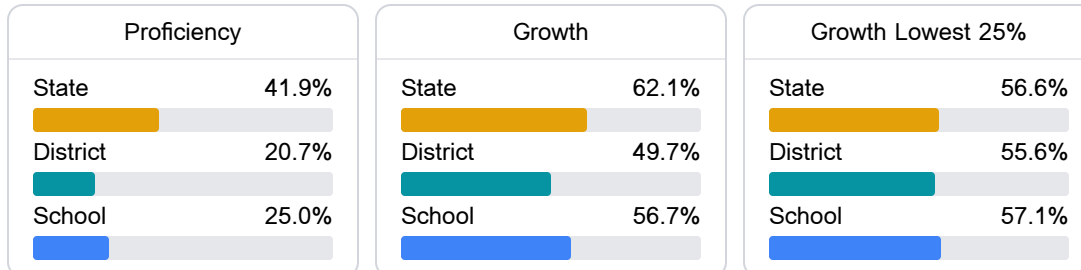 Proficiency
State 41.9%
District 20.7%
School 25.0%
Growth
State 62.1%
District 49.7%
School 56.7%
Growth Lowest 25%
State 56.6%
District 55.6%
School 57.1%